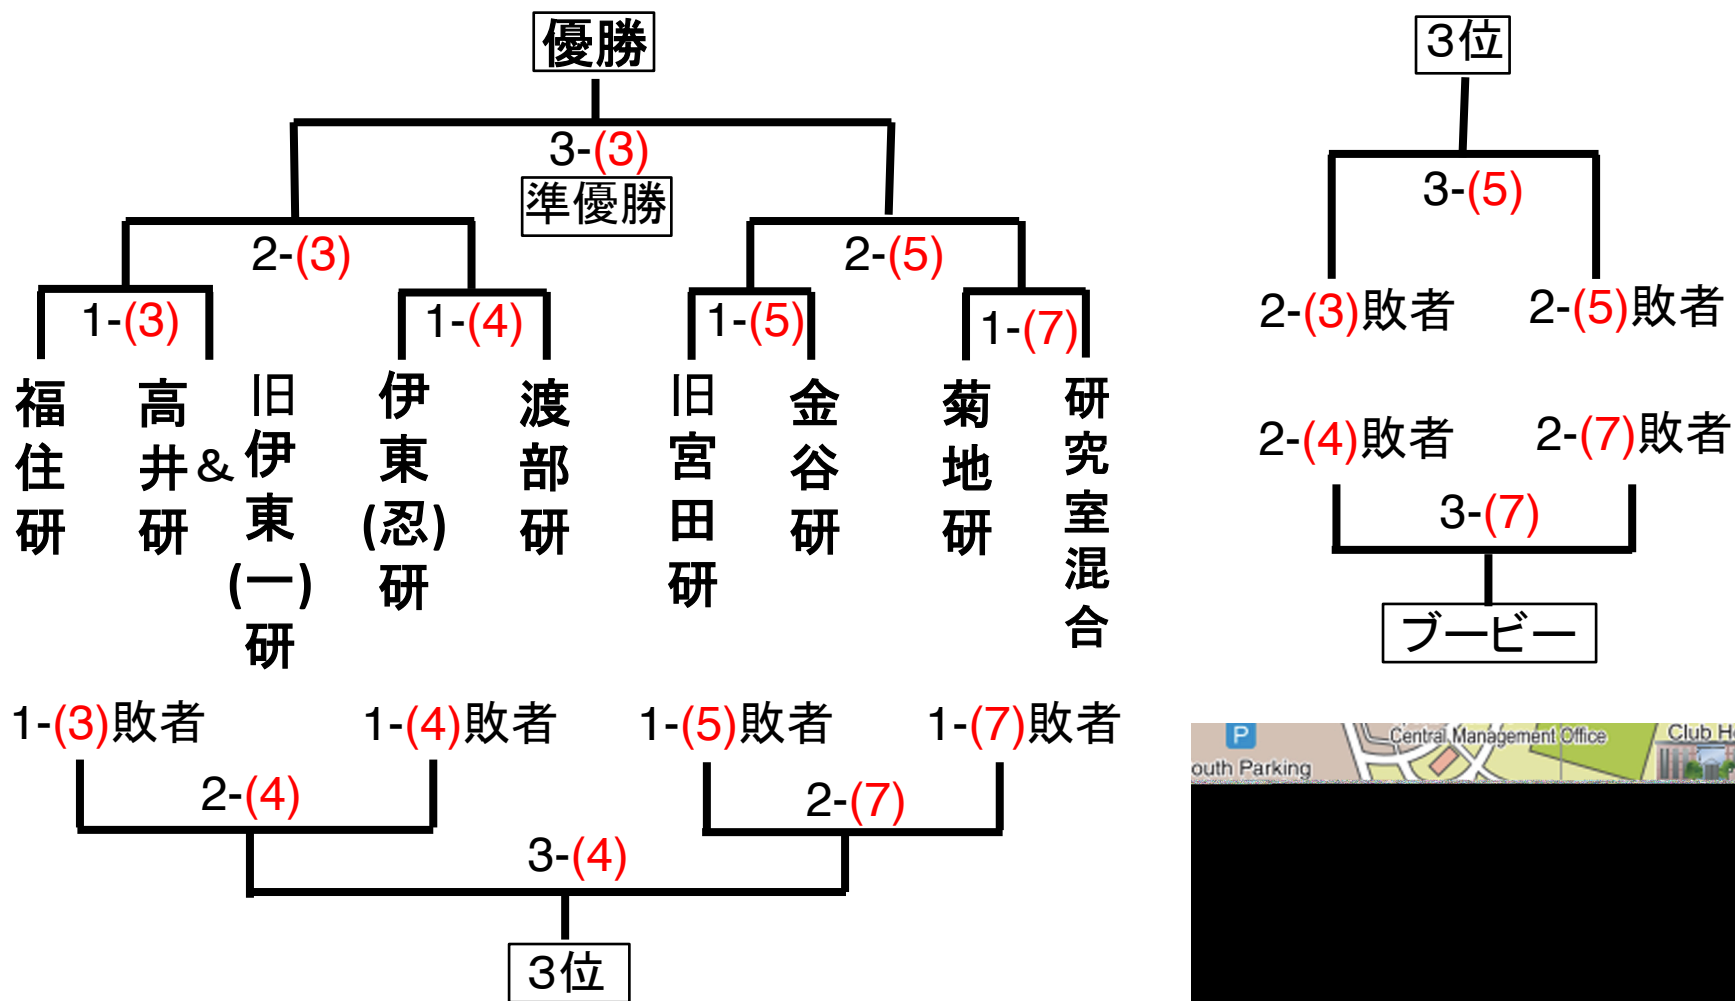 優勝
3-(3)
準優勝
2-(3)
2-(5)
1-(3)
1-(4)
1-(5)
1-(7)
福住研
高井研
&
旧伊東(一)研
伊東(忍)研
渡部研
旧宮田研
金谷研
菊地研
研究室混合
1-(3)敗者
1-(4)敗者
1-(5)敗者
1-(7)敗者
2-(4)
2-(7)
3-(4)
3位
3位
3-(5)
2-(3)敗者
2-(5)敗者
2-(4)敗者
2-(7)敗者
3-(7)
ブービー
P
Central Management Office
Club H
outh Parking